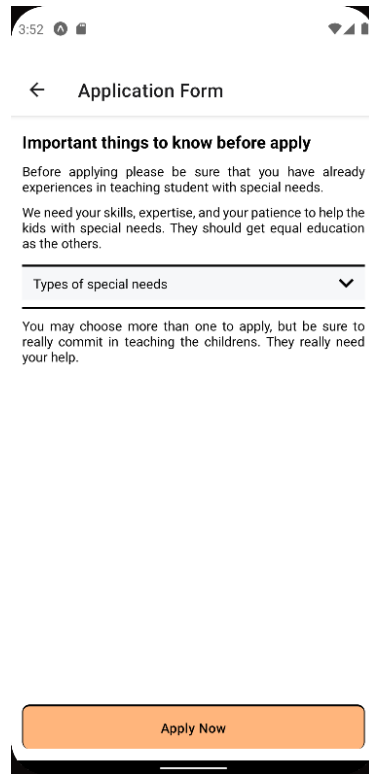 3:52
Application Form
Important things to know before apply
Before applying please be sure that you have already
experiences in teaching student with special needs.
We need your skills, expertise, and your patience to help the
kids with special needs. They should get equal education
as the others.
Types of special needs
You may choose more than one to apply, but be sure to
really commit in teaching the childrens. They really need
your help.
Apply Now